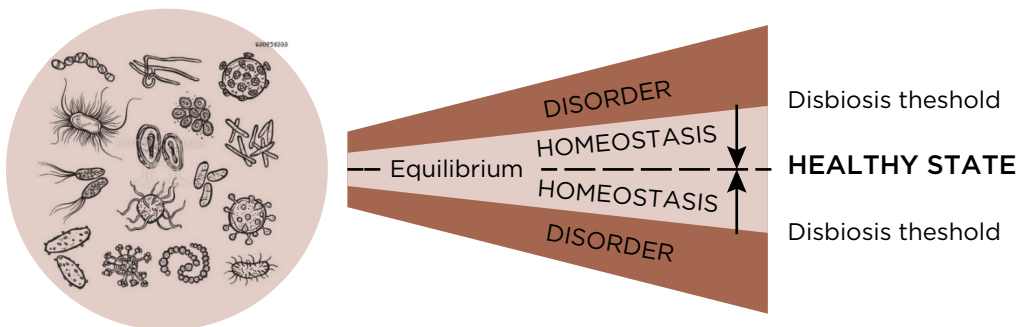 DISORDER
Disbiosis theshold
HOMEOSTASIS
Equilibrium
HEALTHY STATE
HOMEOSTASIS
Disbiosis theshold
DISORDER